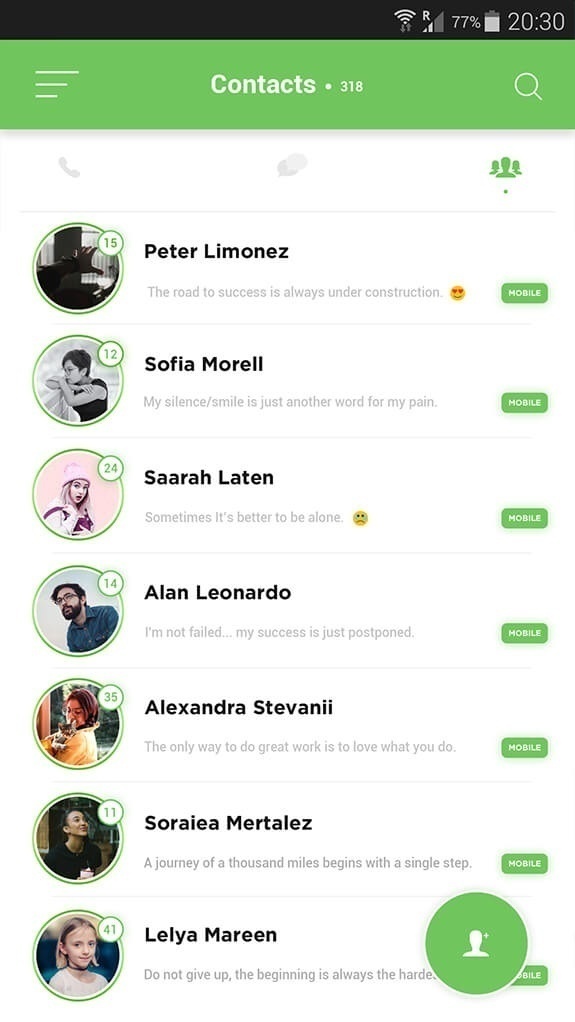 R 77% 20:30
Contacts • 318
15
Peter Limonez
The road to success is always under construction. 😍
MOBILE
12
Sofia Morell
My silence/smile is just another word for my pain.
MOBILE
24
Saarah Laten
Sometimes It's better to be alone. 😢
MOBILE
14
Alan Leonardo
I'm not failed... my success is just postponed.
MOBILE
35
Alexandra Stevanii
The only way to do great work is to love what you do.
MOBILE
11
Soraiea Mertalez
A journey of a thousand miles begins with a single step.
MOBILE
41
Lelya Mareen
Do not give up, the beginning is always the